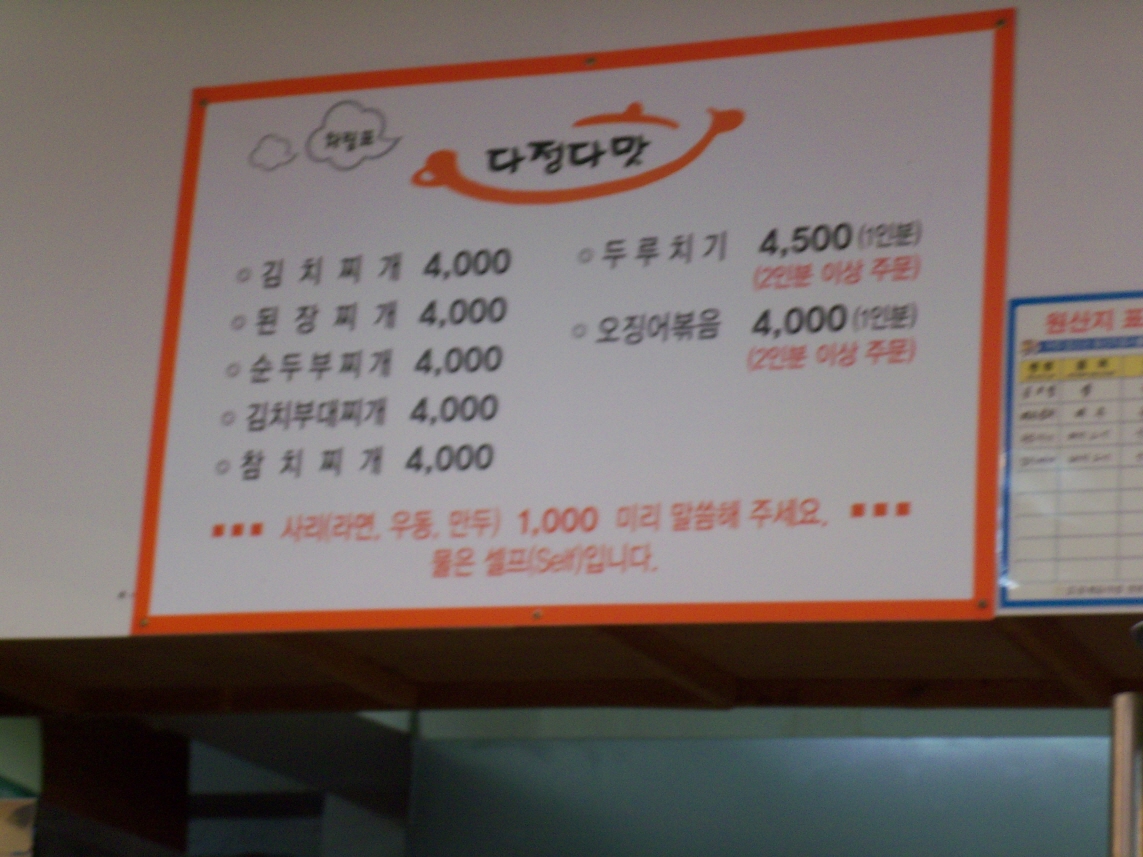 차림표
다정다맛
김치찌개 4,000
된장찌개 4,000
순두부찌개 4,000
김치부대찌개 4,000
참치찌개 4,000
두루치기 4,500 (1인분)
(2인분 이상 주문)
오징어볶음 4,000 (1인분)
(2인분 이상 주문)
사리(라면, 우동, 만두) 1,000 미리 말씀해 주세요.
물은 셀프(Self)입니다.
원산지 표